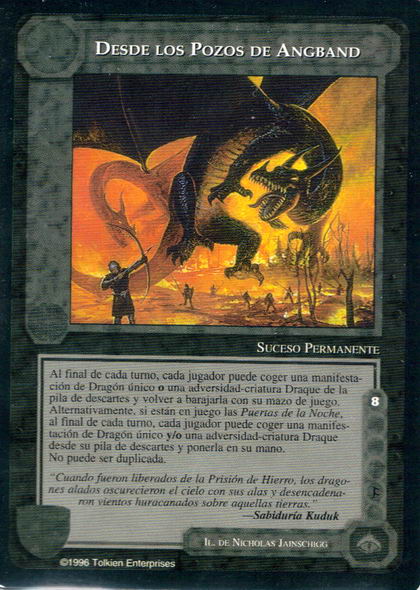 Desde los Pozos de Angband
Suceso Permanente
Al final de cada turno, cada jugador puede coger una manifesta-
ción de Dragón único o una adversidad-criatura Draque de la
pila de descartes y volver a barajarla con su mazo de juego.
Alternativamente, si están en juego las Puertas de la Noche,
al final de cada turno, cada jugador puede coger una manifes-
tación de Dragón único y/o una adversidad-criatura Draque
desde su pila de descartes y ponerla en su mano.
No puede ser duplicada.
8
"Cuando fueron liberados de la Prisión de Hierro, los drago-
nes alados oscurecieron el cielo con sus alas y desencadena-
ron vientos huracanados sobre aquellas tierras."
—Sabiduría Kuduk
Il. de Nicholas Jainschigg
©1996 Tolkien Enterprises